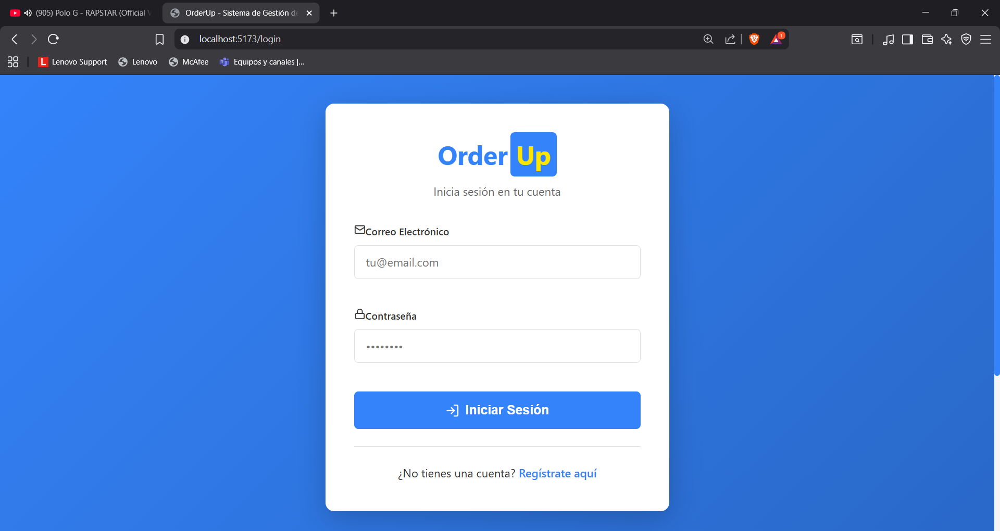 (905) Polo G - RAPSTAR (Official V
OrderUp - Sistema de Gestión de
localhost:5173/login
1
L Lenovo Support
Lenovo
McAfee
Equipos y canales |...
Order Up
Inicia sesión en tu cuenta
Correo Electrónico
tu@email.com
Contraseña
••••••••
Iniciar Sesión
¿No tienes una cuenta? Regístrate aquí